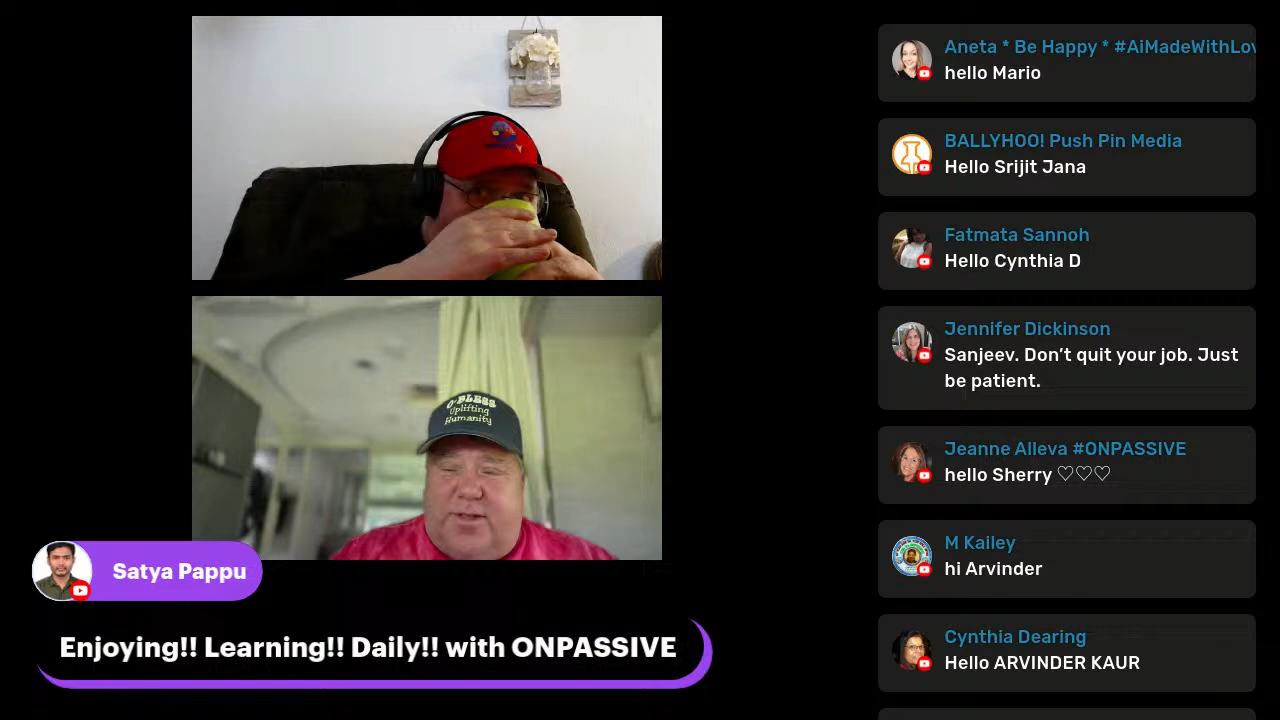 Aneta * Be Happy * #AiMadeWithLov
hello Mario
BALLYHOO! Push Pin Media
Hello Srijit Jana
Fatmata Sannoh
Hello Cynthia D
Jennifer Dickinson
Sanjeev. Don’t quit your job. Just
be patient.
Jeanne Alleva #ONPASSIVE
hello Sherry ♡♡♡
M Kailey
hi Arvinder
Cynthia Dearing
Hello ARVINDER KAUR
O-BLESS
Uplifting
Humanity
Satya Pappu
Enjoying!! Learning!! Daily!! with ONPASSIVE